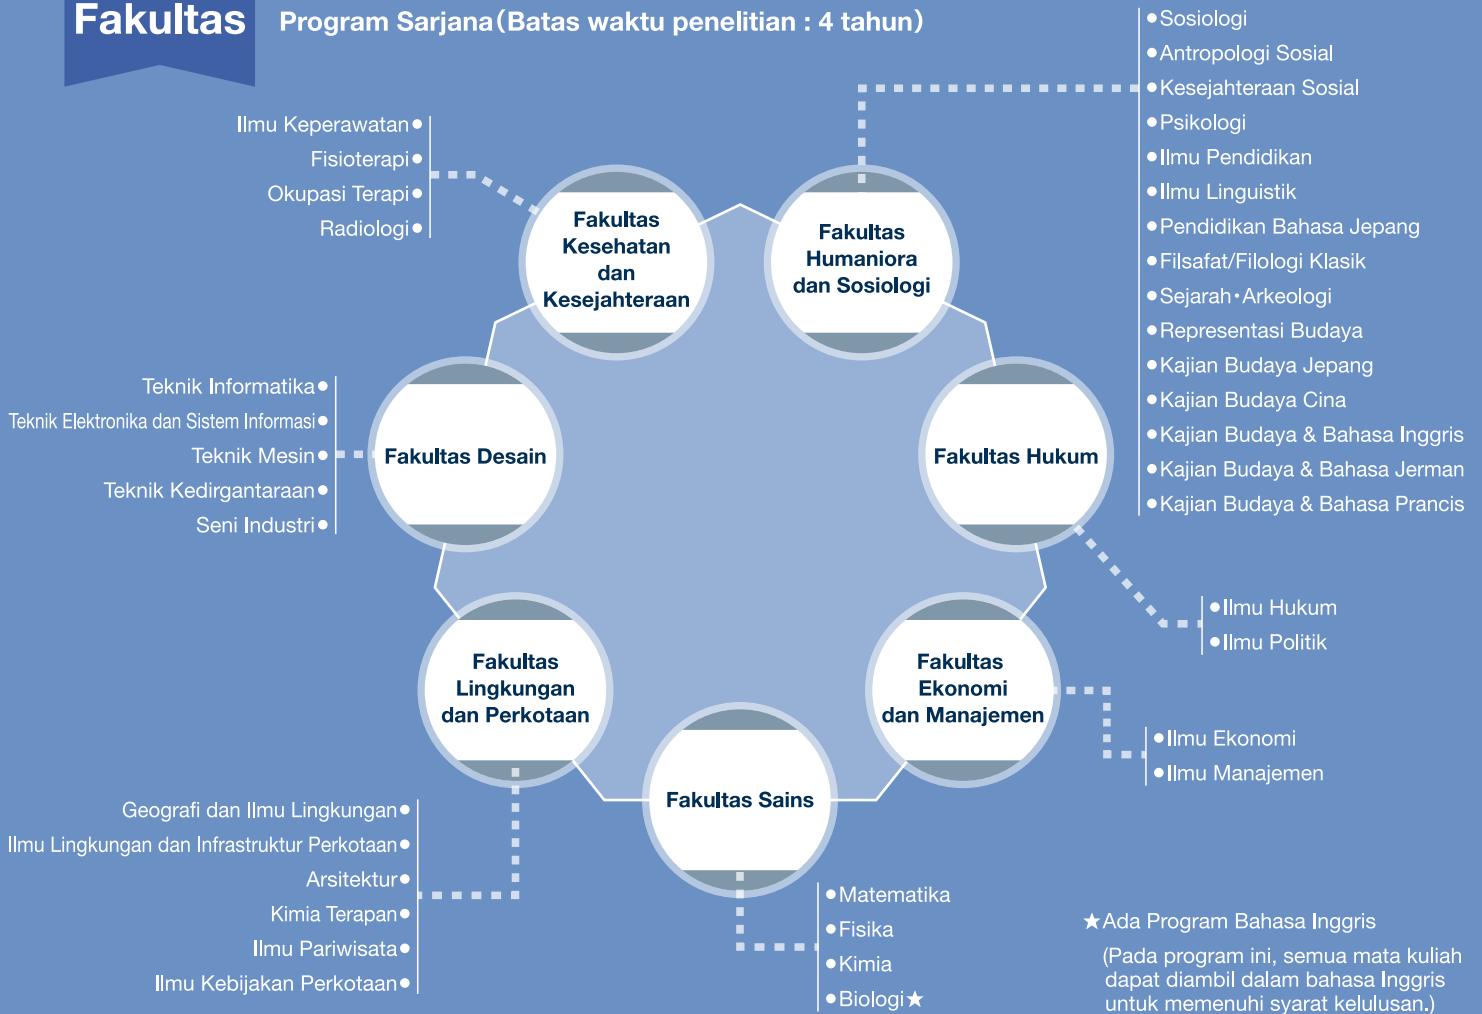 Fakultas
Program Sarjana(Batas waktu penelitian : 4 tahun)
Ilmu Keperawatan●
Fisioterapi●
Okupasi Terapi●
Radiologi●
Fakultas
Kesehatan
dan
Kesejahteraan
Fakultas
Humaniora
dan Sosiologi
●Sosiologi
●Antropologi Sosial
●Kesejahteraan Sosial
●Psikologi
●Ilmu Pendidikan
●Ilmu Linguistik
●Pendidikan Bahasa Jepang
●Filsafat/Filologi Klasik
●Sejarah・Arkeologi
●Representasi Budaya
●Kajian Budaya Jepang
●Kajian Budaya Cina
●Kajian Budaya & Bahasa Inggris
●Kajian Budaya & Bahasa Jerman
●Kajian Budaya & Bahasa Prancis
Teknik Informatika●
Teknik Elektronika dan Sistem Informasi●
Teknik Mesin●
Teknik Kedirgantaraan●
Seni Industri●
Fakultas Desain
Fakultas Hukum
●Ilmu Hukum
●Ilmu Politik
Fakultas
Lingkungan
dan Perkotaan
Fakultas
Ekonomi
dan Manajemen
●Ilmu Ekonomi
●Ilmu Manajemen
Fakultas Sains
Geografi dan Ilmu Lingkungan●
Ilmu Lingkungan dan Infrastruktur Perkotaan●
Arsitektur●
Kimia Terapan●
Ilmu Pariwisata●
Ilmu Kebijakan Perkotaan●
●Matematika
●Fisika
●Kimia
●Biologi★
★Ada Program Bahasa Inggris
(Pada program ini, semua mata kuliah
dapat diambil dalam bahasa Inggris
untuk memenuhi syarat kelulusan.)